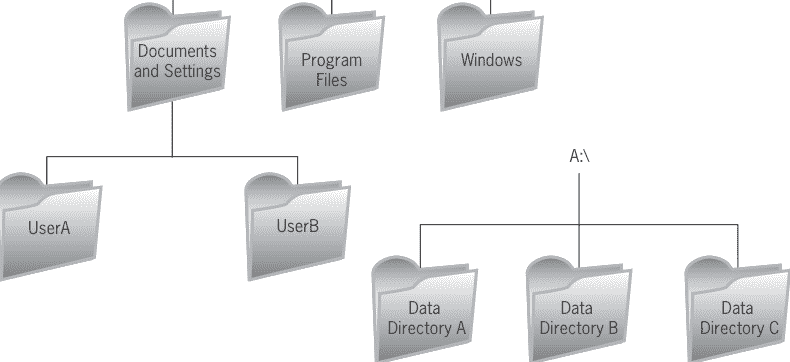 Documents
and Settings
Program
Files
Windows
A:\
UserA
UserB
Data
Directory A
Data
Directory B
Data
Directory C